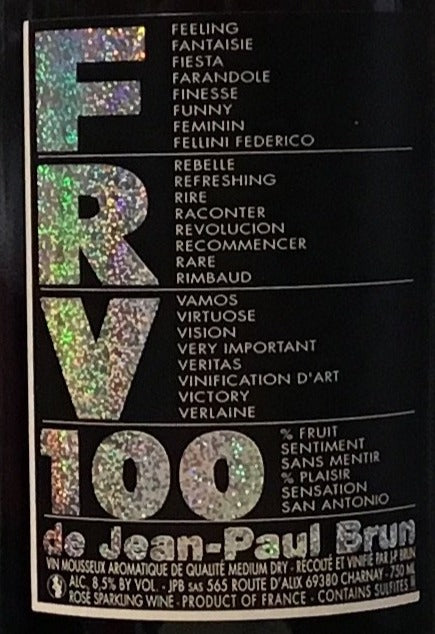 F
FEELING
FANTAISIE
FIESTA
FARANDOLE
FINESSE
FUNNY
FEMININ
FELLINI FEDERICO
R
REBELLE
REFRESHING
RIRE
RACONTER
REVOLUCION
RECOMMENCER
RARE
RIMBAUD
V
VAMOS
VIRTUOSE
VISION
VERY IMPORTANT
VERITAS
VINIFICATION D'ART
VICTORY
VERLAINE
100
% FRUIT
SENTIMENT
SANS MENTIR
% PLAISIR
SENSATION
SAN ANTONIO
de Jean-Paul Brun
VIN MOUSSEUX AROMATIQUE DE QUALITÉ MEDIUM DRY - RÉCOLTÉ ET VINIFIÉ PAR J-P BRUN
ALC. 8,5% BY VOL. - JPB SAS 565 ROUTE D'ALIX 69380 CHARNAY - 750 ML
ROSÉ SPARKLING WINE - PRODUCT OF FRANCE - CONTAINS SULFITES